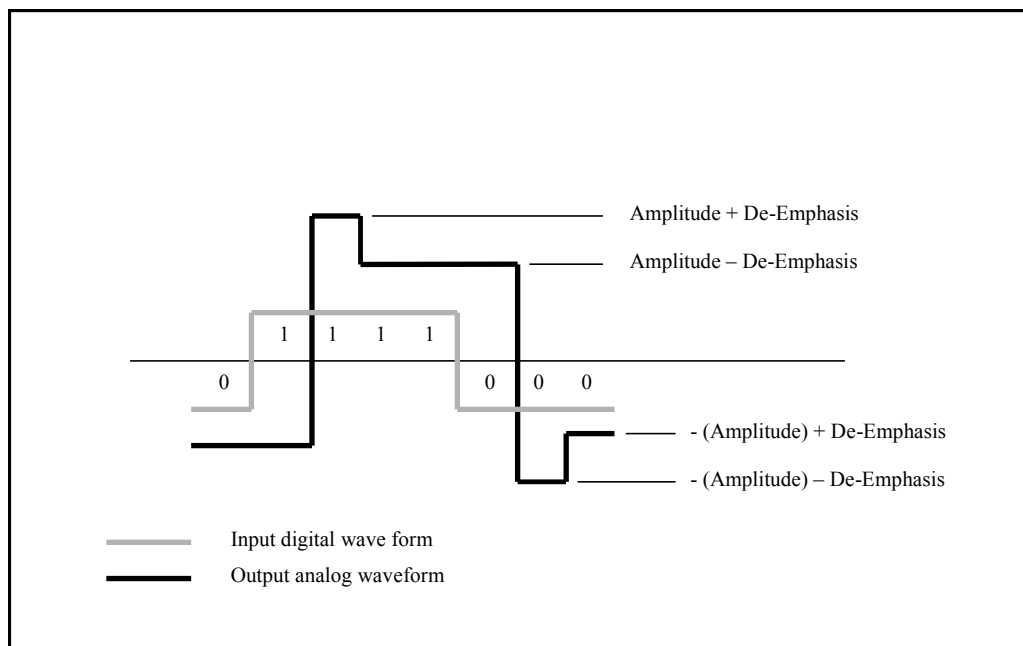 Amplitude + De-Emphasis
Amplitude – De-Emphasis
1 1 1 1
0 0 0 0
- (Amplitude) + De-Emphasis
- (Amplitude) – De-Emphasis
Input digital wave form
Output analog waveform